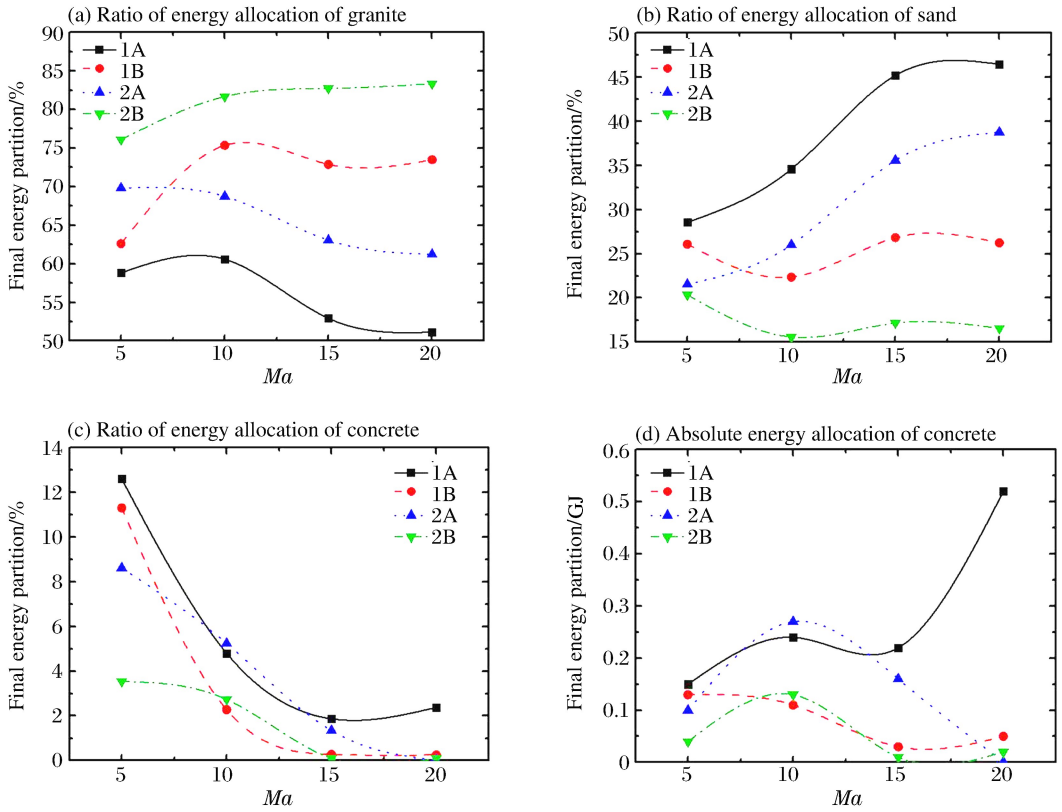 (a) Ratio of energy allocation of granite
90
85
80
75
70
65
60
55
50
Final energy partition/%
1A
1B
2A
2B
5 10 15 20
Ma
(b) Ratio of energy allocation of sand
50
45
40
35
30
25
20
15
Final energy partition/%
1A
1B
2A
2B
5 10 15 20
Ma
(c) Ratio of energy allocation of concrete
14
12
10
8
6
4
2
0
Final energy partition/%
1A
1B
2A
2B
5 10 15 20
Ma
(d) Absolute energy allocation of concrete
0.6
0.5
0.4
0.3
0.2
0.1
0
Final energy partition/GJ
1A
1B
2A
2B
5 10 15 20
Ma